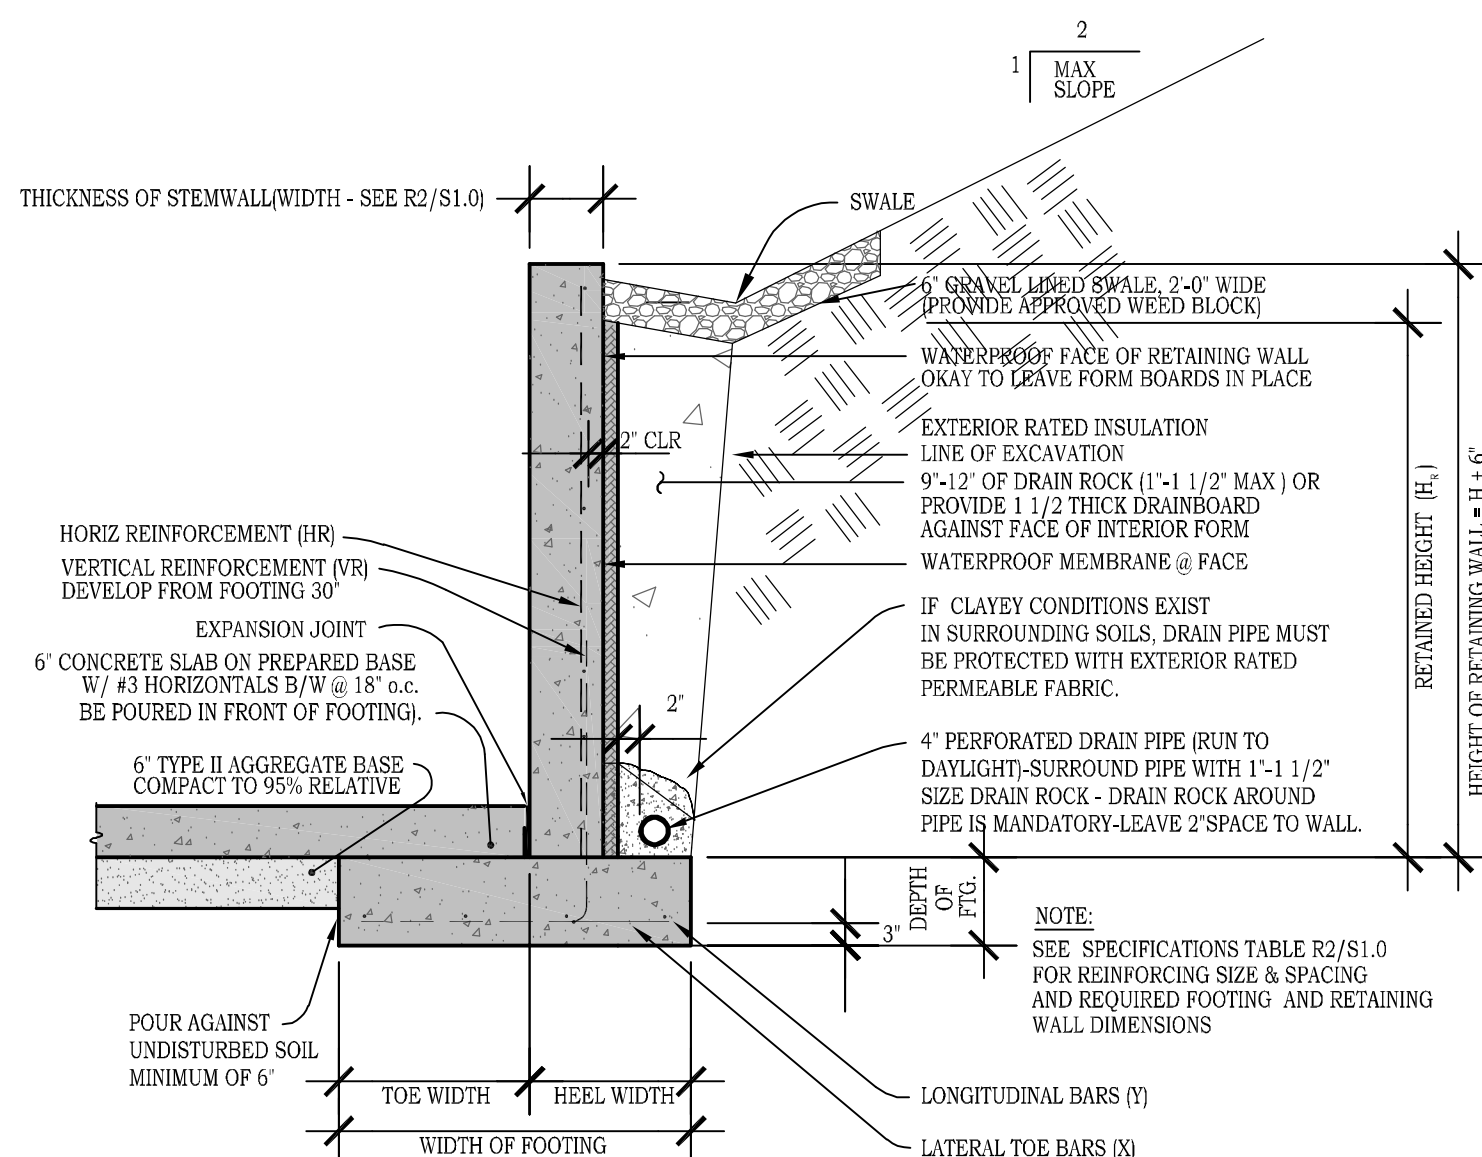 2
1
MAX
SLOPE
THICKNESS OF STEMWALL(WIDTH - SEE R2/S1.0)
SWALE
6" GRAVEL LINED SWALE, 2'-0" WIDE
(PROVIDE APPROVED WEED BLOCK)
WATERPROOF FACE OF RETAINING WALL
OKAY TO LEAVE FORM BOARDS IN PLACE
2" CLR
EXTERIOR RATED INSULATION
LINE OF EXCAVATION
9"-12" OF DRAIN ROCK (1"-1 1/2" MAX ) OR
PROVIDE 1 1/2 THICK DRAINBOARD
AGAINST FACE OF INTERIOR FORM
WATERPROOF MEMBRANE @ FACE
HORIZ REINFORCEMENT (HR)
VERTICAL REINFORCEMENT (VR)
DEVELOP FROM FOOTING 30"
EXPANSION JOINT
6" CONCRETE SLAB ON PREPARED BASE
W/ #3 HORIZONTALS B/W @ 18" o.c.
BE POURED IN FRONT OF FOOTING).
6" TYPE II AGGREGATE BASE
COMPACT TO 95% RELATIVE
IF CLAYEY CONDITIONS EXIST
IN SURROUNDING SOILS, DRAIN PIPE MUST
BE PROTECTED WITH EXTERIOR RATED
PERMEABLE FABRIC.
2"
4" PERFORATED DRAIN PIPE (RUN TO
DAYLIGHT)-SURROUND PIPE WITH 1"-1 1/2"
SIZE DRAIN ROCK - DRAIN ROCK AROUND
PIPE IS MANDATORY-LEAVE 2"SPACE TO WALL.
RETAINED HEIGHT (HR)
HEIGHT OF RETAINING WALL = H + 6"
DEPTH
OF
FTG.
3"
NOTE:
SEE SPECIFICATIONS TABLE R2/S1.0
FOR REINFORCING SIZE & SPACING
AND REQUIRED FOOTING AND RETAINING
WALL DIMENSIONS
POUR AGAINST
UNDISTURBED SOIL
MINIMUM OF 6"
TOE WIDTH
HEEL WIDTH
WIDTH OF FOOTING
LONGITUDINAL BARS (Y)
LATERAL TOE BARS (X)